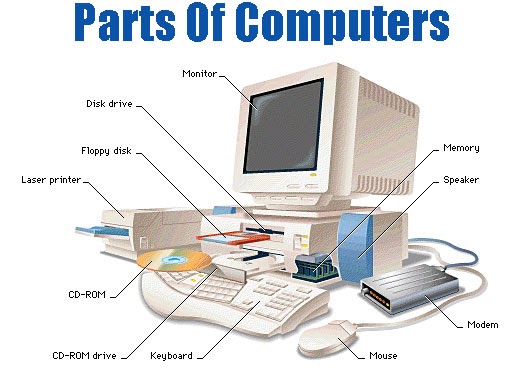 Parts Of Computers
Monitor
Disk drive
Floppy disk
Memory
Laser printer
Speaker
CD-ROM
Modem
CD-ROM drive
Keyboard
Mouse